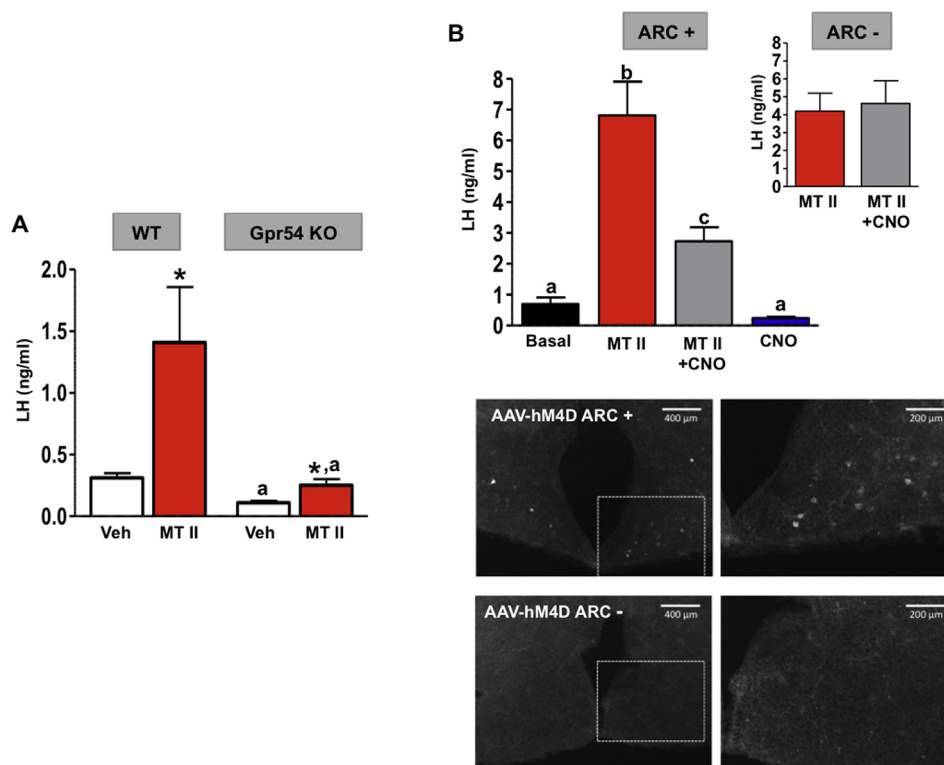 A
WT
Gpr54 KO
LH (ng/ml)
2.0
1.5
1.0
0.5
0.0
*
a
*,a
Veh
MT II
Veh
MT II
B
ARC +
LH (ng/ml)
8
7
6
5
4
3
2
1
0
a
b
c
a
Basal
MT II
MT II
+CNO
CNO
ARC -
LH (ng/ml)
8
7
6
5
4
3
2
1
0
MT II
MT II
+CNO
AAV-hM4D ARC +
400 µm
200 µm
AAV-hM4D ARC -
400 µm
200 µm